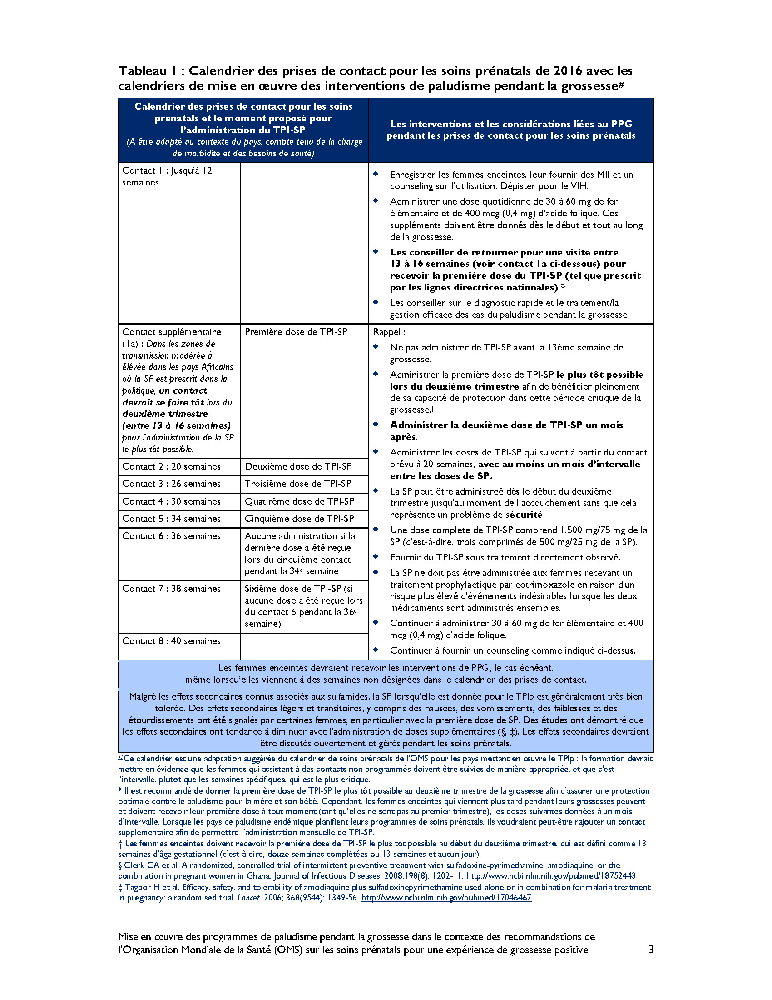 Tableau 1 : Calendrier des prises de contact pour les soins prénatals de 2016 avec les
calendriers de mise en œuvre des interventions de paludisme pendant la grossesse#
Calendrier des prises de contact pour les soins
prénatals et le moment proposé pour
l’administration du TPI-SP
(A être adapté au contexte du pays, compte tenu de la charge
de morbidité et des besoins de santé)
Les interventions et les considérations liées au PPG
pendant les prises de contact pour les soins prénatals
Contact 1 : Jusqu’à 12
semaines
• Enregistrer les femmes enceintes, leur fournir des MII et un
counseling sur l’utilisation. Dépister pour le VIH.
• Administrer une dose quotidienne de 30 à 60 mg de fer
élémentaire et de 400 mcg (0,4 mg) d’acide folique. Ces
suppléments doivent être donnés dès le début et tout au long
de la grossesse.
• Les conseiller de retourner pour une visite entre
13 à 16 semaines (voir contact 1a ci-dessous) pour
recevoir la première dose du TPI-SP (tel que prescrit
par les lignes directrices nationales).*
• Les conseiller sur le diagnostic rapide et le traitement/la
gestion efficace des cas du paludisme pendant la grossesse.
Contact supplémentaire
(1a) : Dans les zones de
transmission modérée à
élévée dans les pays Africains
où la SP est prescrit dans la
politique, un contact
devrait se faire tôt lors du
deuxième trimestre
(entre 13 à 16 semaines)
pour l’administration de la SP
le plus tôt possible.
Première dose de TPI-SP
Contact 2 : 20 semaines
Deuxième dose de TPI-SP
Contact 3 : 26 semaines
Troisième dose de TPI-SP
Contact 4 : 30 semaines
Quatirème dose de TPI-SP
Contact 5 : 34 semaines
Cinquième dose de TPI-SP
Contact 6 : 36 semaines
Aucune administration si la
dernière dose a été reçue
lors du cinquième contact
pendant la 34e semaine
Contact 7 : 38 semaines
Sixième dose de TPI-SP (si
aucune dose a été reçue lors
du contact 6 pendant la 36e
semaine)
Contact 8 : 40 semaines
Rappel :
• Ne pas administrer de TPI-SP avant la 13ème semaine de
grossesse.
• Administrer la première dose de TPI-SP le plus tôt possible
lors du deuxième trimestre afin de bénéficier pleinement
de sa capacité de protection dans cette période critique de la
grossesse.†
• Administrer la deuxième dose de TPI-SP un mois
après.
• Administrer les doses de TPI-SP qui suivent à partir du contact
prévu à 20 semaines, avec au moins un mois d’intervalle
entre les doses de SP.
• La SP peut être administreé dès le début du deuxième
trimestre jusqu’au moment de l’accouchement sans que cela
représente un problème de sécurité.
• Une dose complete de TPI-SP comprend 1.500 mg/75 mg de la
SP (c’est-à-dire, trois comprimés de 500 mg/25 mg de la SP).
• Fournir du TPI-SP sous traitement directement observé.
• La SP ne doit pas être administrée aux femmes recevant un
traitement prophylactique par cotrimoxazole en raison d'un
risque plus élevé d'événements indésirables lorsque les deux
médicaments sont administrés ensembles.
• Continuer à administrer 30 à 60 mg de fer élémentaire et 400
mcg (0,4 mg) d’acide folique.
• Continuer à fournir un counseling comme indiqué ci-dessus.
Les femmes enceintes devraient recevoir les interventions de PPG, le cas échéant,
même lorsqu’elles viennent à des semaines non désignées dans le calendrier des prises de contact.
Malgré les effets secondaires connus associés aux sulfamides, la SP lorsqu’elle est donnée pour le TPIp est généralement très bien
tolérée. Des effets secondaires légers et transitoires, y compris des nausées, des vomissements, des faiblesses et des
étourdissements ont été signalés par certaines femmes, en particulier avec la première dose de SP. Des études ont démontré que
les effets secondaires ont tendance à diminuer avec l'administration de doses supplémentaires (§, ‡). Les effets secondaires devraient
être discutés ouvertement et gérés pendant les soins prénatals.
#Ce calendrier est une adaptation suggérée du calendrier de soins prénatals de l'OMS pour les pays mettant en œuvre le TPIp ; la formation devrait
mettre en évidence que les femmes qui assistent à des contacts non programmés doivent être suivies de manière appropriée, et que c'est
l'intervalle, plutôt que les semaines spécifiques, qui est le plus critique.
* Il est recommandé de donner la première dose de TPI-SP le plus tôt possible au deuxième trimestre de la grossesse afin d’assurer une protection
optimale contre le paludisme pour la mère et son bébé. Cependant, les femmes enceintes qui viennent plus tard pendant leurs grossesses peuvent
et doivent recevoir leur première dose à tout moment (tant qu’elles ne sont pas au premier trimestre), les doses suivantes données à un mois
d’intervalle. Lorsque les pays de paludisme endémique planifient leurs programmes de soins prénatals, ils voudraient peut-être rajouter un contact
supplémentaire afin de permettre l’administration mensuelle de TPI-SP.
† Les femmes enceintes doivent recevoir la première dose de TPI-SP le plus tôt possible au début du deuxième trimestre, qui est défini comme 13
semaines d’âge gestationnel (c’est-à-dire, douze semaines complétées ou 13 semaines et aucun jour).
§ Clerk CA et al. A randomized, controlled trial of intermittent preventive treatment with sulfadoxine-pyrimethamine, amodiaquine, or the
combination in pregnant women in Ghana. Journal of Infectious Diseases. 2008;198(8): 1202-11. http://www.ncbi.nlm.nih.gov/pubmed/18752443
‡ Tagbor H et al. Efficacy, safety, and tolerability of amodiaquine plus sulfadoxinepyrimethamine used alone or in combination for malaria treatment
in pregnancy: a randomised trial. Lancet. 2006; 368(9544): 1349-56. http://www.ncbi.nlm.nih.gov/pubmed/17046467
Mise en œuvre des programmes de paludisme pendant la grossesse dans le contexte des recommandations de
l’Organisation Mondiale de la Santé (OMS) sur les soins prénatals pour une expérience de grossesse positive 3